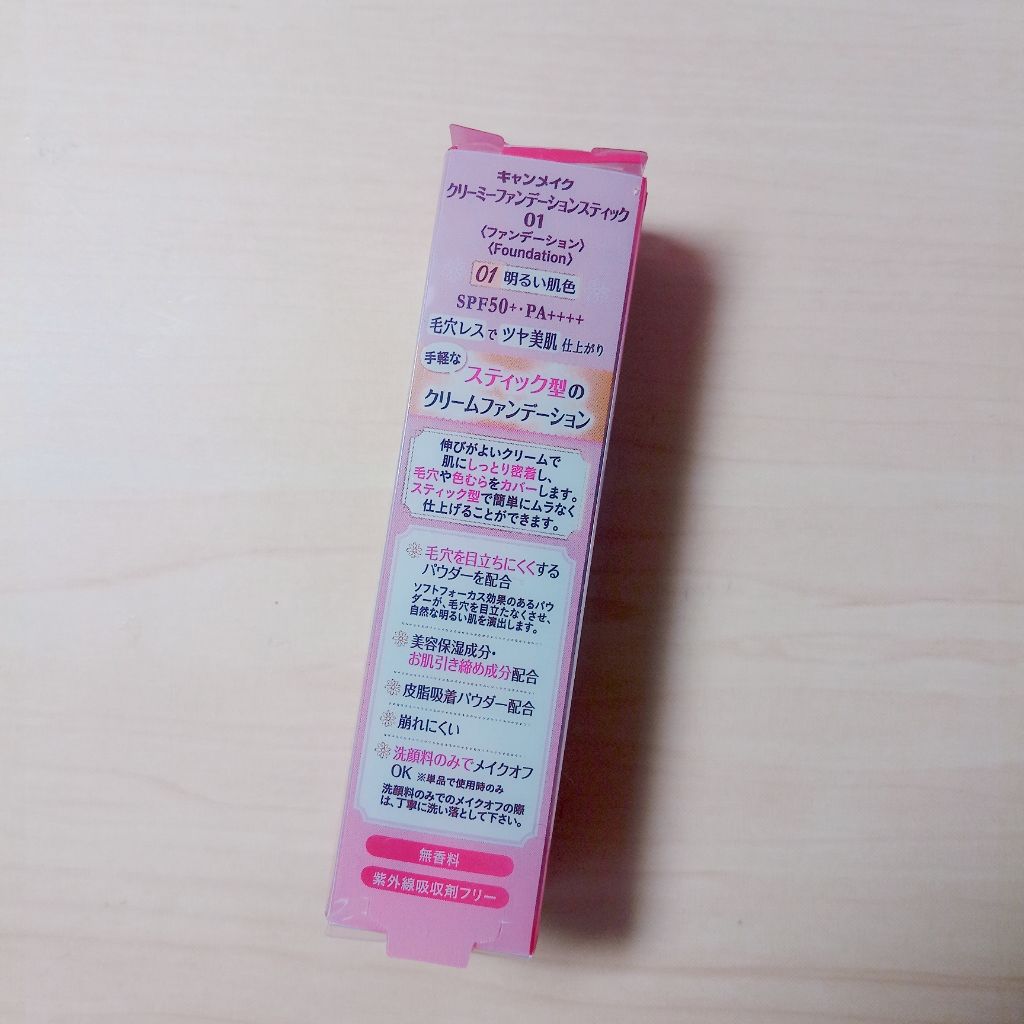 キャンメイク
クリーミーファンデーションスティック
01
〈ファンデーション〉
〈Foundation〉
01 明るい肌色
SPF50+・PA++++
毛穴レスでツヤ美肌仕上がり
手軽な
スティック型の
クリームファンデーション
伸びがよいクリームで
肌にしっとり密着し、
毛穴や色むらをカバーします。
スティック型で簡単にムラなく
仕上げることができます。
毛穴を目立ちにくくする
パウダーを配合
ソフトフォーカス効果のあるパウ
ダーが、毛穴を目立たなくさせ、
自然な明るい肌を演出します。
美容保湿成分・
お肌引き締め成分配合
皮脂吸着パウダー配合
崩れにくい
洗顔料のみでメイクオフ
OK ※単品で使用時のみ
洗顔料のみでのメイクオフの際
は、丁寧に洗い落として下さい。
無香料
紫外線吸収剤フリー